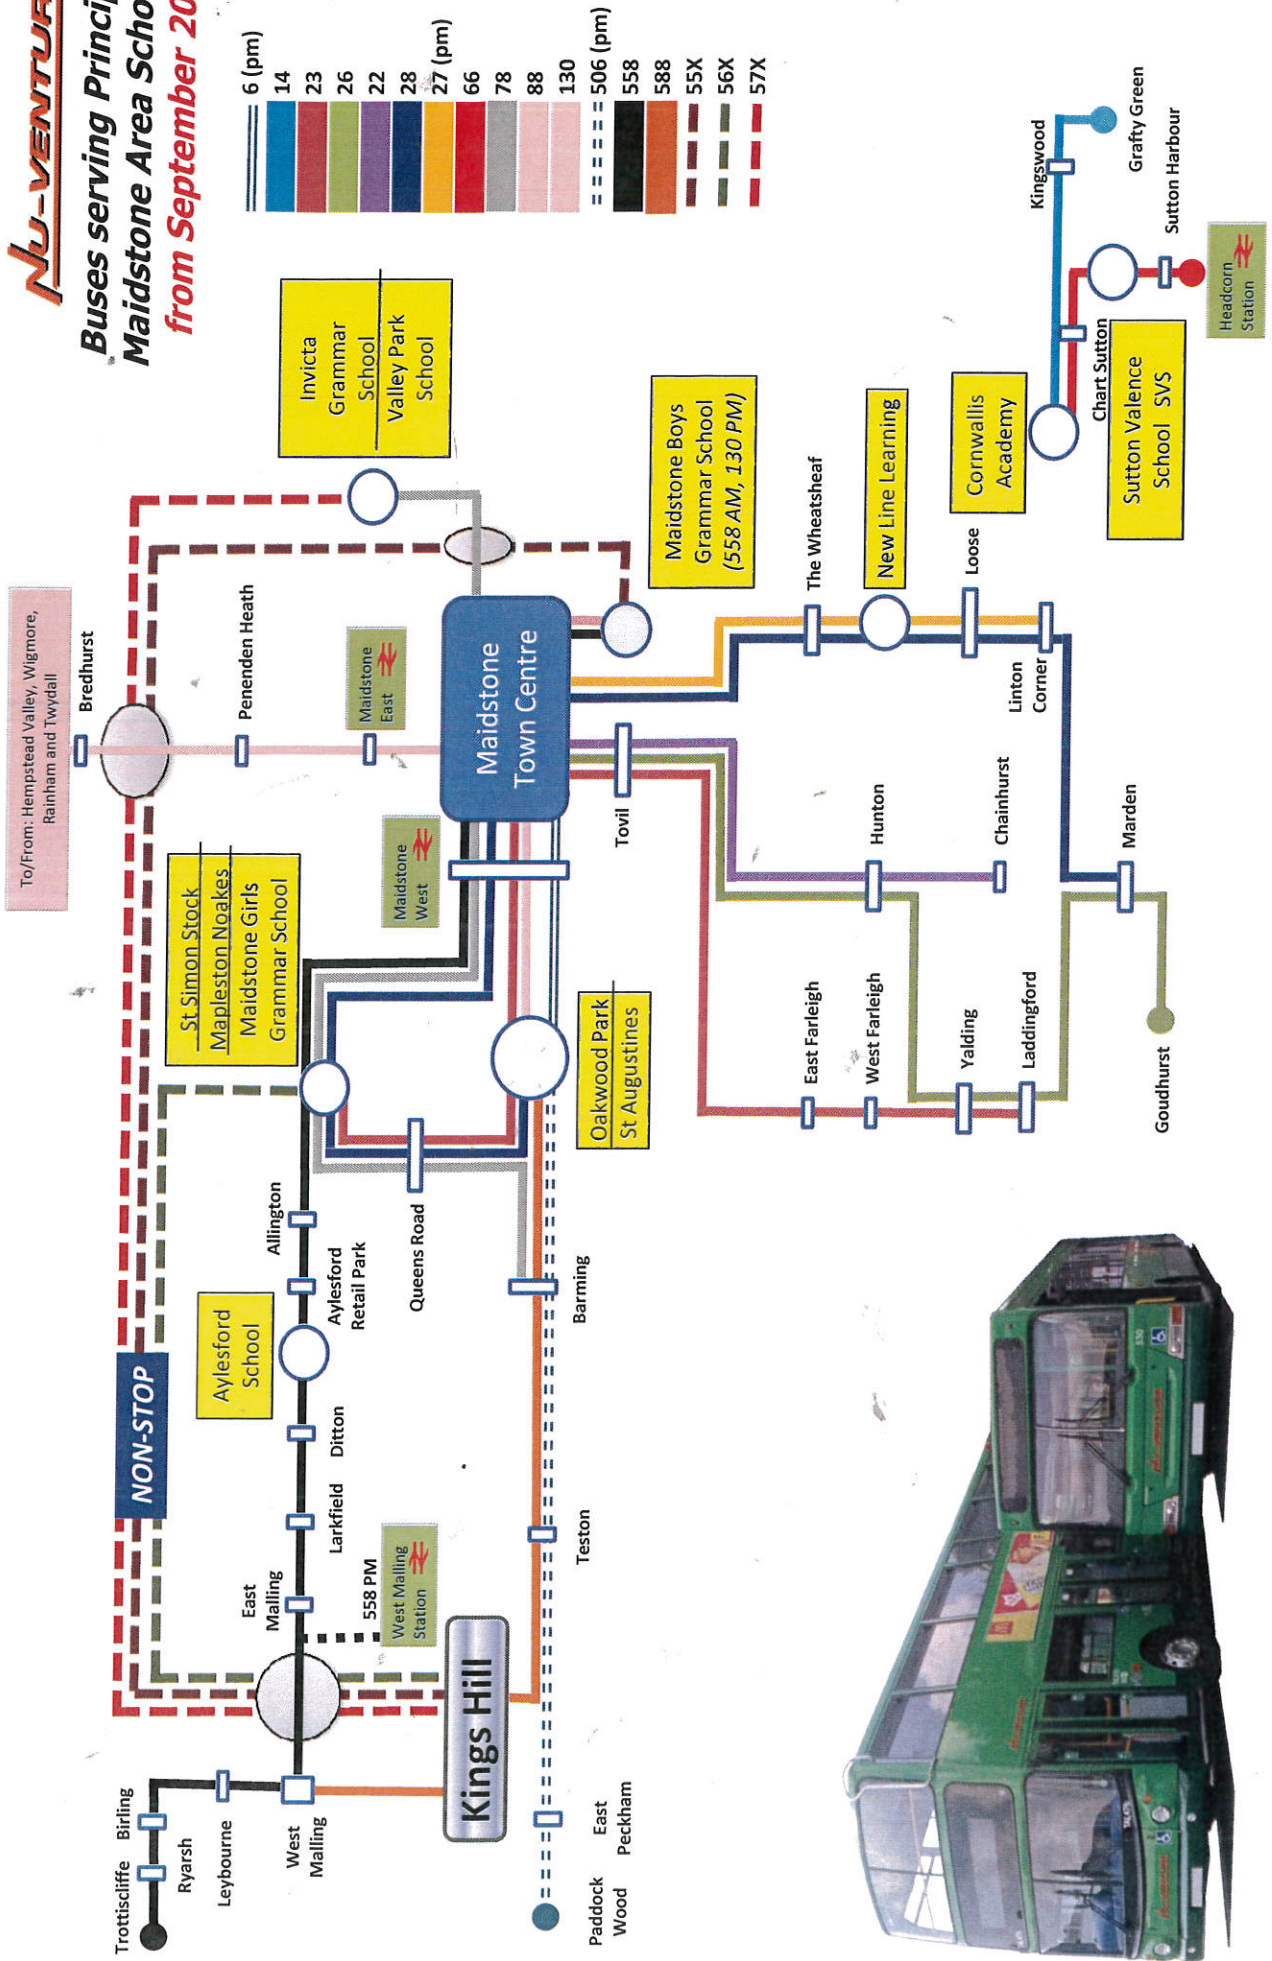 NU-VENTUR
Buses serving Princip
Maidstone Area Scho
from September 20
6 (pm)
14
23
26
22
28
27 (pm)
66
78
88
130
506 (pm)
558
588
55X
56X
57X
To/From: Hempstead Valley, Wigmore,
Rainham and Twydall
Bredhurst
Penenden Heath
Maidstone
East
Invicta
Grammar
School
Valley Park
School
St.Simon Stock
Mapleston Noakes
Maidstone Girls
Grammar School
Maidstone
West
Maidstone
Town Centre
Maidstone Boys
Grammar School
(558 AM, 130 PM)
NON-STOP
Aylesford
School
Allington
Aylesford
Retail Park
Queens Road
Ditton
Larkfield
East
Malling
558 PM
West Malling
Station
Trottiscliffe
Birling
Ryarsh
Leybourne
West
Malling
Kings Hill
Oakwood Park
St Augustines
Barming
Teston
East
Peckham
Paddock
Wood
Tovil
The Wheatsheaf
New Line Learning
Loose
Linton
Corner
Hunton
Chainhurst
Marden
East Farleigh
West Farleigh
Yalding
Laddingford
Goudhurst
Cornwallis
Academy
Chart Sutton
Sutton Valence
School SVS
Kingswood
Grafty Green
Sutton Harbour
Headcorn
Station
530